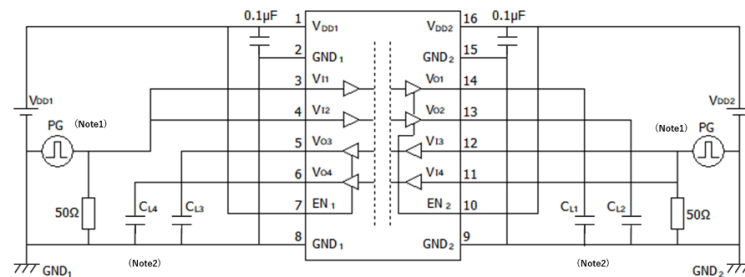 0.1µF 1 VDD1 VDD2 16 0.1µF
2 GND1 GND2 15
3 VI1 VO1 14
VDD1 VDD2
4 VI2 VO2 13
PG (Note1) (Note1) PG
5 VO3 VI3 12
6 VO4 VI4 11
50Ω CL4 CL3 7 EN1 EN2 10 CL1 CL2 50Ω
8 GND1 GND2 9
GND1 (Note2) (Note2) GND2